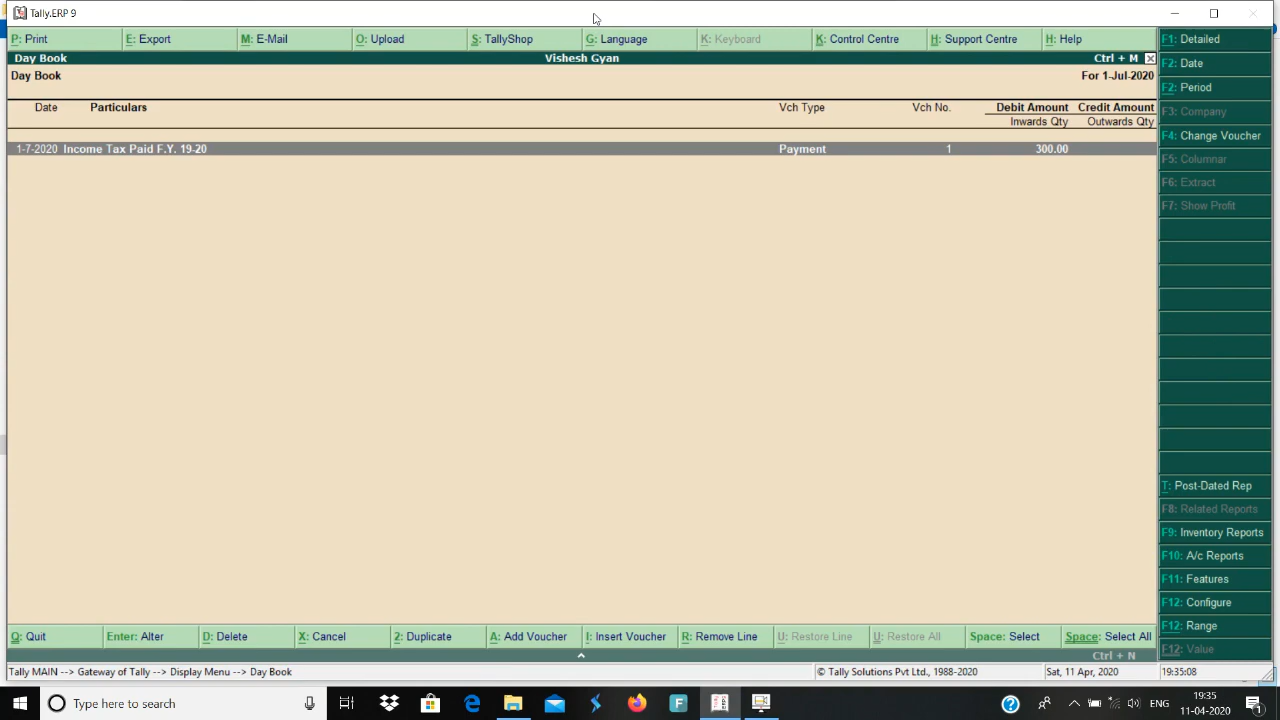 Tally.ERP 9
P: Print E: Export M: E-Mail O: Upload S: TallyShop G: Language K: Keyboard K: Control Centre H: Support Centre H: Help
Day Book Vishesh Gyan Ctrl + M
Day Book For 1-Jul-2020
Date Particulars Vch Type Vch No. Debit Amount Credit Amount
Inwards Qty Outwards Qty
1-7-2020 Income Tax Paid F.Y. 19-20 Payment 1 300.00
F1: Detailed
F2: Date
F2: Period
F3: Company
F4: Change Voucher
F5: Columnar
F6: Extract
F7: Show Profit
T: Post-Dated Rep
F8: Related Reports
F9: Inventory Reports
F10: A/c Reports
F11: Features
F12: Configure
F12: Range
F12: Value
Q: Quit Enter: Alter D: Delete X: Cancel 2: Duplicate A: Add Voucher I: Insert Voucher R: Remove Line U: Restore Line U: Restore All Space: Select Space: Select All
Ctrl + N
Tally MAIN --> Gateway of Tally --> Display Menu --> Day Book © Tally Solutions Pvt Ltd., 1988-2020 Sat, 11 Apr, 2020 19:35:08
Type here to search ENG 19:35
11-04-2020